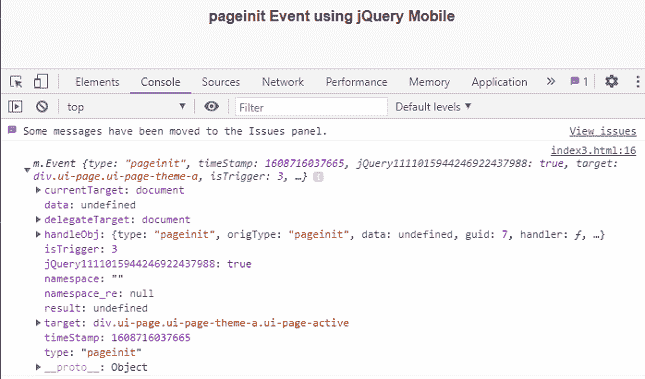 pageinit Event using jQuery Mobile
Elements Console Sources Network Performance Memory Application » 1
top Filter Default levels
Some messages have been moved to the Issues panel. View issues
index3.html:16
m.Event {type: "pageinit", timeStamp: 1608716037665, jQuery1111015944246922437988: true, target:
div.ui-page.ui-page-theme-a, isTrigger: 3, …}
currentTarget: document
data: undefined
delegateTarget: document
handleObj: {type: "pageinit", origType: "pageinit", data: undefined, guid: 7, handler: ƒ, …}
isTrigger: 3
jQuery1111015944246922437988: true
namespace: ""
namespace_re: null
result: undefined
target: div.ui-page.ui-page-theme-a.ui-page-active
timeStamp: 1608716037665
type: "pageinit"
__proto__: Object